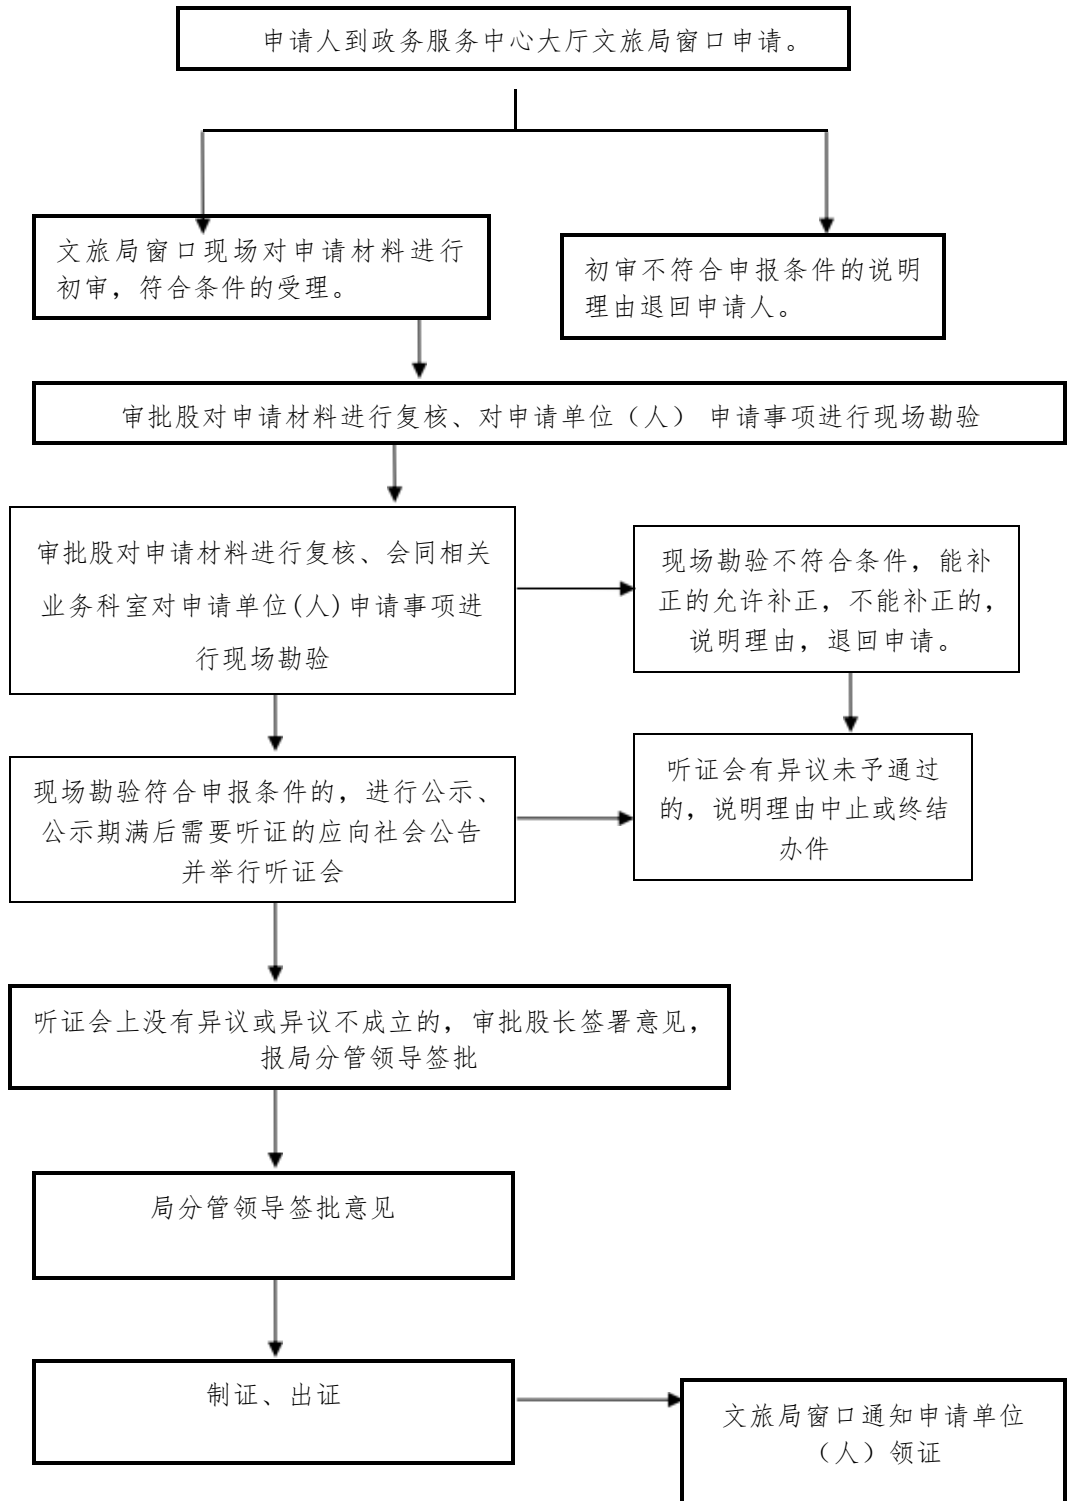 申请人到政务服务中心大厅文旅局窗口申请。
文旅局窗口现场对申请材料进行
初审，符合条件的受理。
初审不符合申报条件的说明
理由退回申请人。
审批股对申请材料进行复核、对申请单位（人） 申请事项进行现场勘验
审批股对申请材料进行复核、会同相关
业务科室对申请单位(人)申请事项进
行现场勘验
现场勘验不符合条件，能补
正的允许补正，不能补正的，
说明理由，退回申请。
现场勘验符合申报条件的，进行公示、
公示期满后需要听证的应向社会公告
并举行听证会
听证会有异议未予通过
的，说明理由中止或终结
办件
听证会上没有异议或异议不成立的，审批股长签署意见，
报局分管领导签批
局分管领导签批意见
制证、出证
文旅局窗口通知申请单位
（人）领证